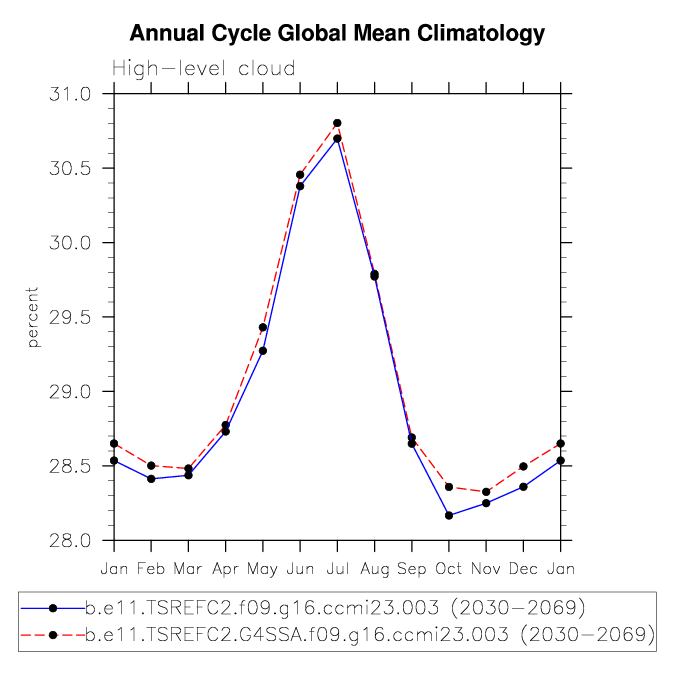 Annual Cycle Global Mean Climatology
High-level cloud
31.0
30.5
30.0
29.5
29.0
28.5
28.0
percent
Jan Feb Mar Apr May Jun Jul Aug Sep Oct Nov Dec Jan
b.e11.TSREFC2.f09.g16.ccmi23.003 (2030-2069)
b.e11.TSREFC2.G4SSA.f09.g16.ccmi23.003 (2030-2069)